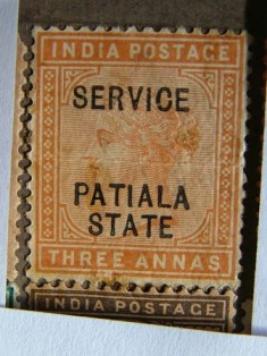 INDIA POSTAGE
SERVICE
PATIALA
STATE
THREE ANNAS
INDIA POSTAGE